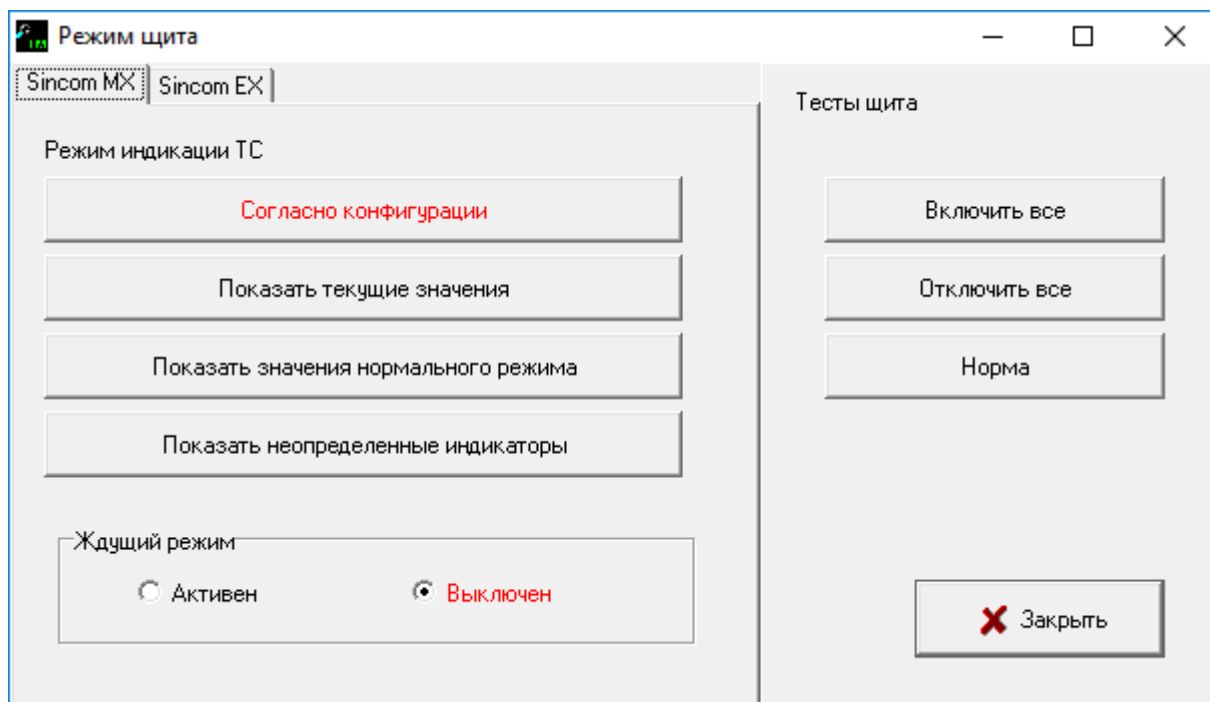 Режим щита
Sincom MX
Sincom EX
Режим индикации ТС
Согласно конфигурации
Показать текущие значения
Показать значения нормального режима
Показать неопределенные индикаторы
Ждущий режим
Активен
Выключен
Тесты щита
Включить все
Отключить все
Норма
Закрыть